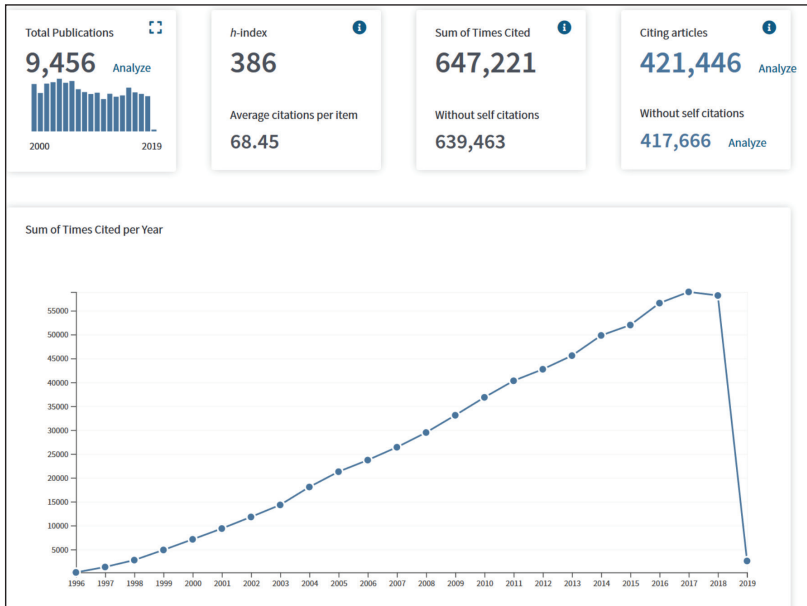 Total Publications
9,456 Analyze
2000 2019
h-index
386
Average citations per item
68.45
Sum of Times Cited
647,221
Without self citations
639,463
Citing articles
421,446 Analyze
Without self citations
417,666 Analyze
Sum of Times Cited per Year
55000
50000
45000
40000
35000
30000
25000
20000
15000
10000
5000
1996 1997 1998 1999 2000 2001 2002 2003 2004 2005 2006 2007 2008 2009 2010 2011 2012 2013 2014 2015 2016 2017 2018 2019